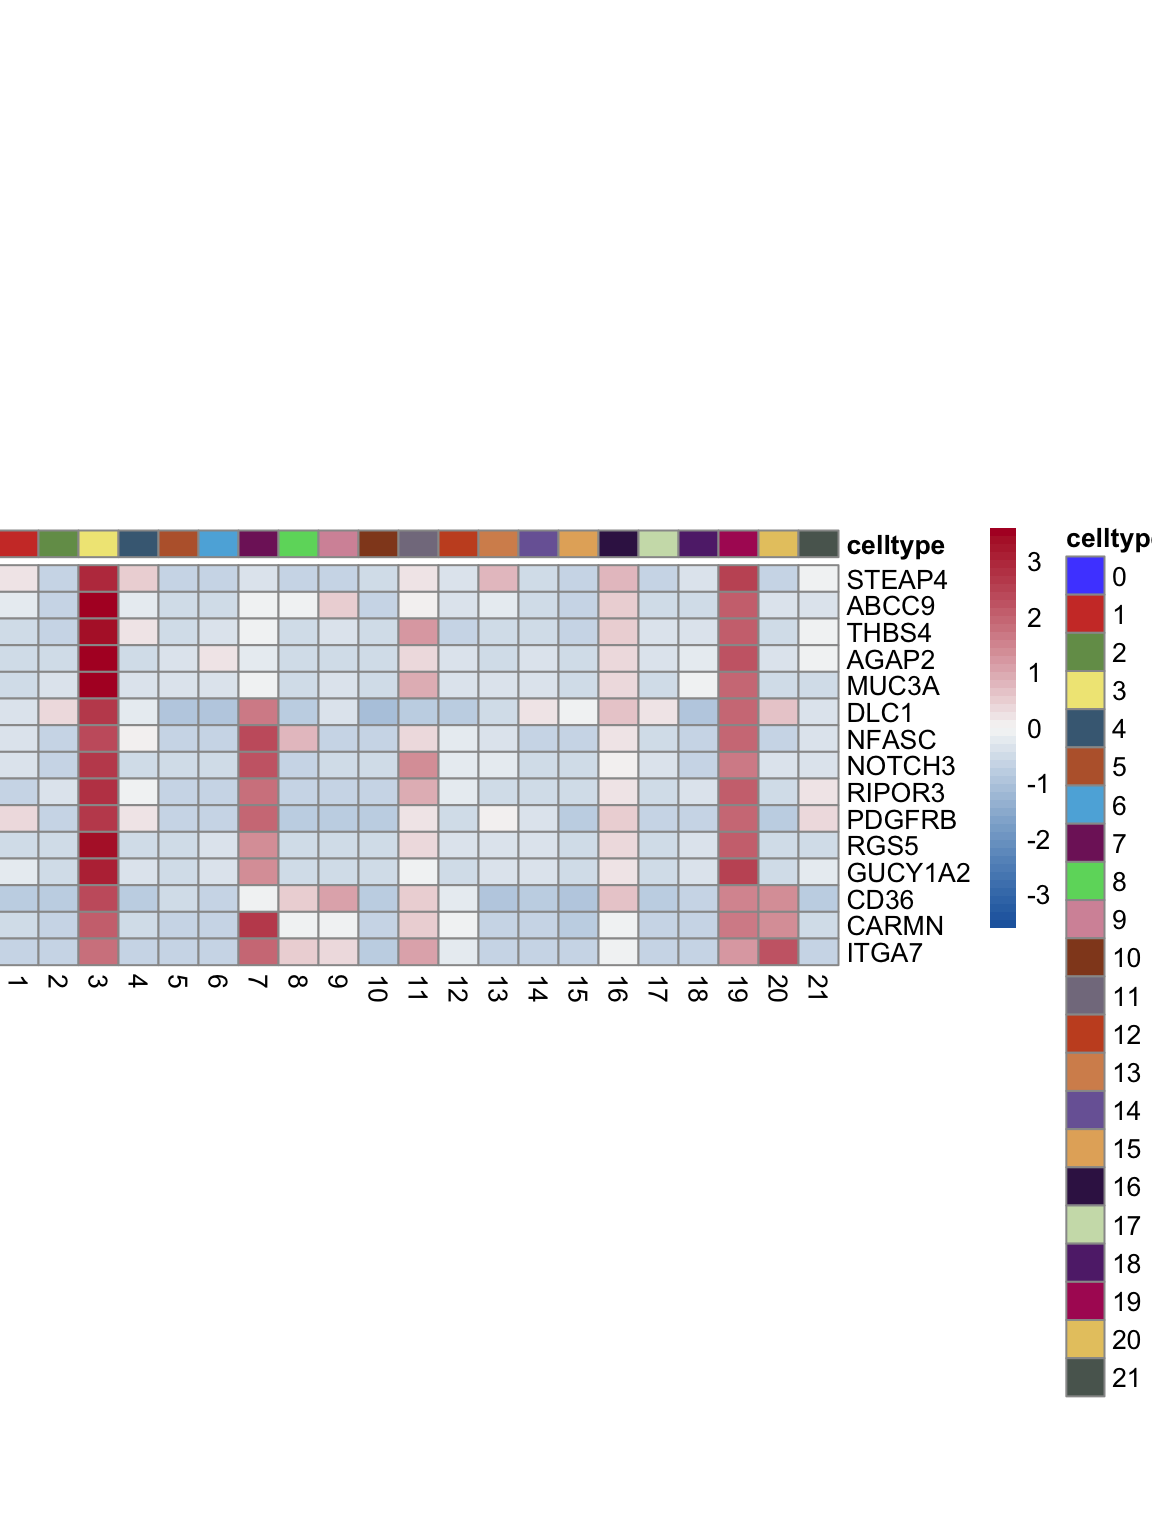 celltype
STEAP4
ABCC9
THBS4
AGAP2
MUC3A
DLC1
NFASC
NOTCH3
RIPOR3
PDGFRB
RGS5
GUCY1A2
CD36
CARMN
ITGA7
1 2 3 4 5 6 7 8 9 10 11 12 13 14 15 16 17 18 19 20 21
3
2
1
0
-1
-2
-3
celltype
0
1
2
3
4
5
6
7
8
9
10
11
12
13
14
15
16
17
18
19
20
21